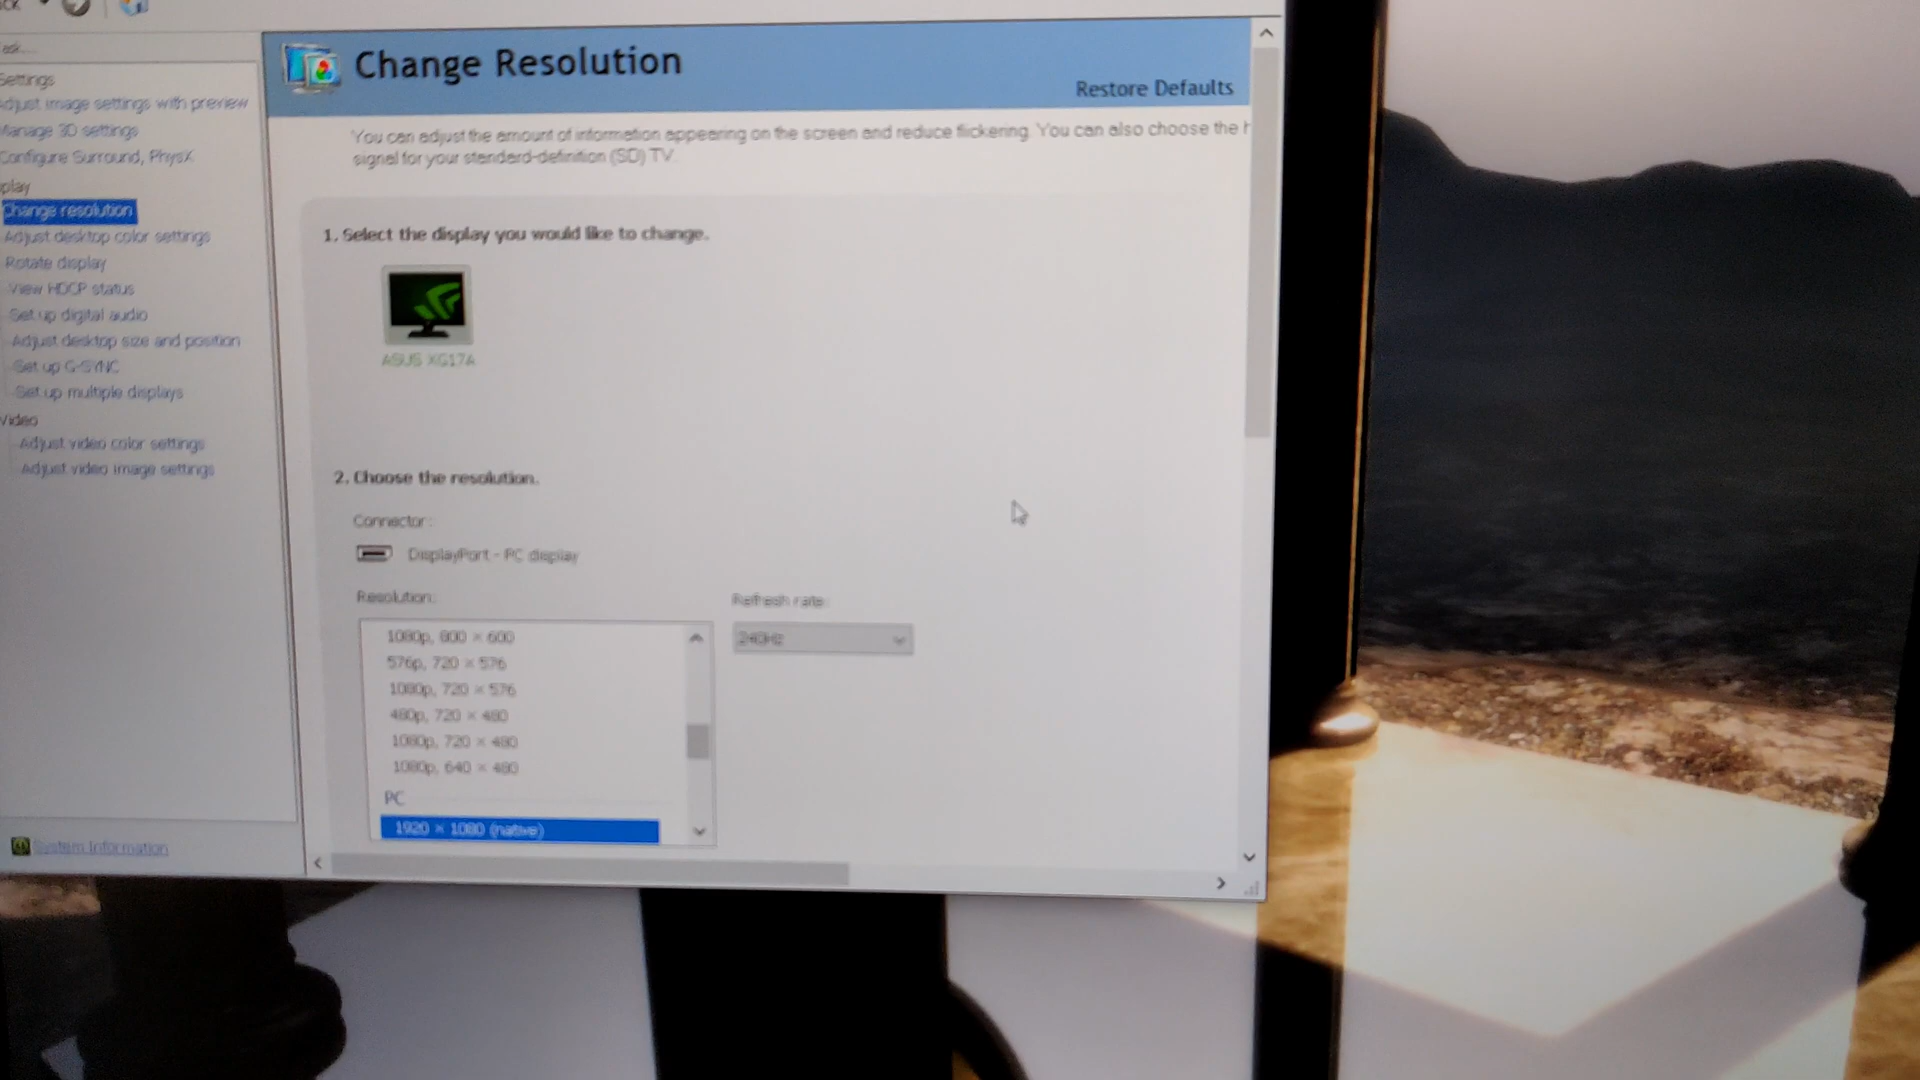 Change Resolution
Restore Defaults
You can adjust the amount of information appearing on the screen and reduce flickering. You can also choose the
signal for your standard-definition (SD) TV.
Settings
Adjust image settings with preview
Manage 3D settings
Configure Surround, PhysX
play
Change resolution
Adjust desktop color settings
Rotate display
View HDCP status
Set up digital audio
Adjust desktop size and position
Set up G-SYNC
Set up multiple displays
Video
Adjust video color settings
Adjust video image settings
System Information
1. Select the display you would like to change.
ASUS XG17A
2. Choose the resolution.
Connector:
DisplayPort - PC display
Resolution:
Refresh rate:
240Hz
1080p, 800 × 600
576p, 720 × 576
1080p, 720 × 576
480p, 720 × 480
1080p, 720 × 480
1080p, 640 × 480
PC
1920 × 1080 (native)